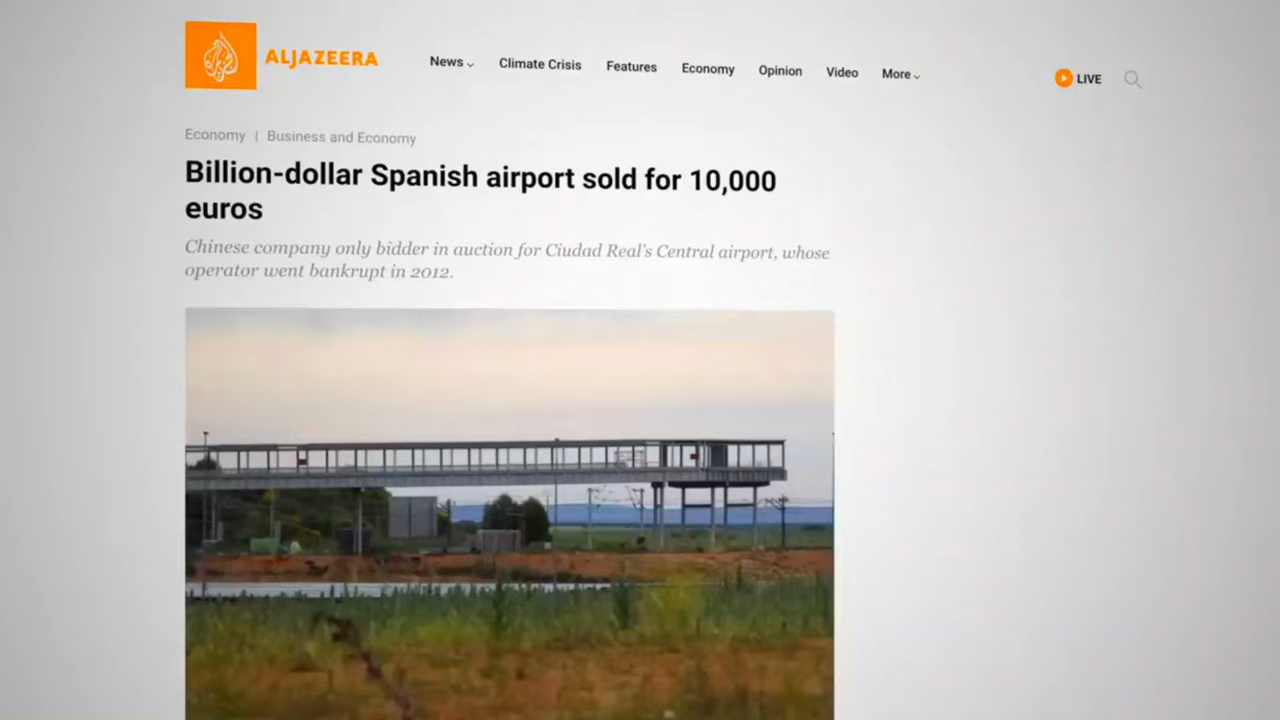 ALJAZEERA
News
Climate Crisis
Features
Economy
Opinion
Video
More
LIVE
Economy | Business and Economy
Billion-dollar Spanish airport sold for 10,000
euros
Chinese company only bidder in auction for Ciudad Real's Central airport, whose
operator went bankrupt in 2012.